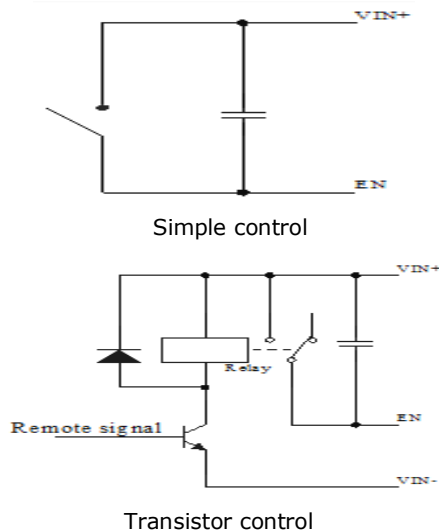 VIN+
EN
Simple control
VIN+
Relay
EN
Remote signal
VIN-
Transistor control